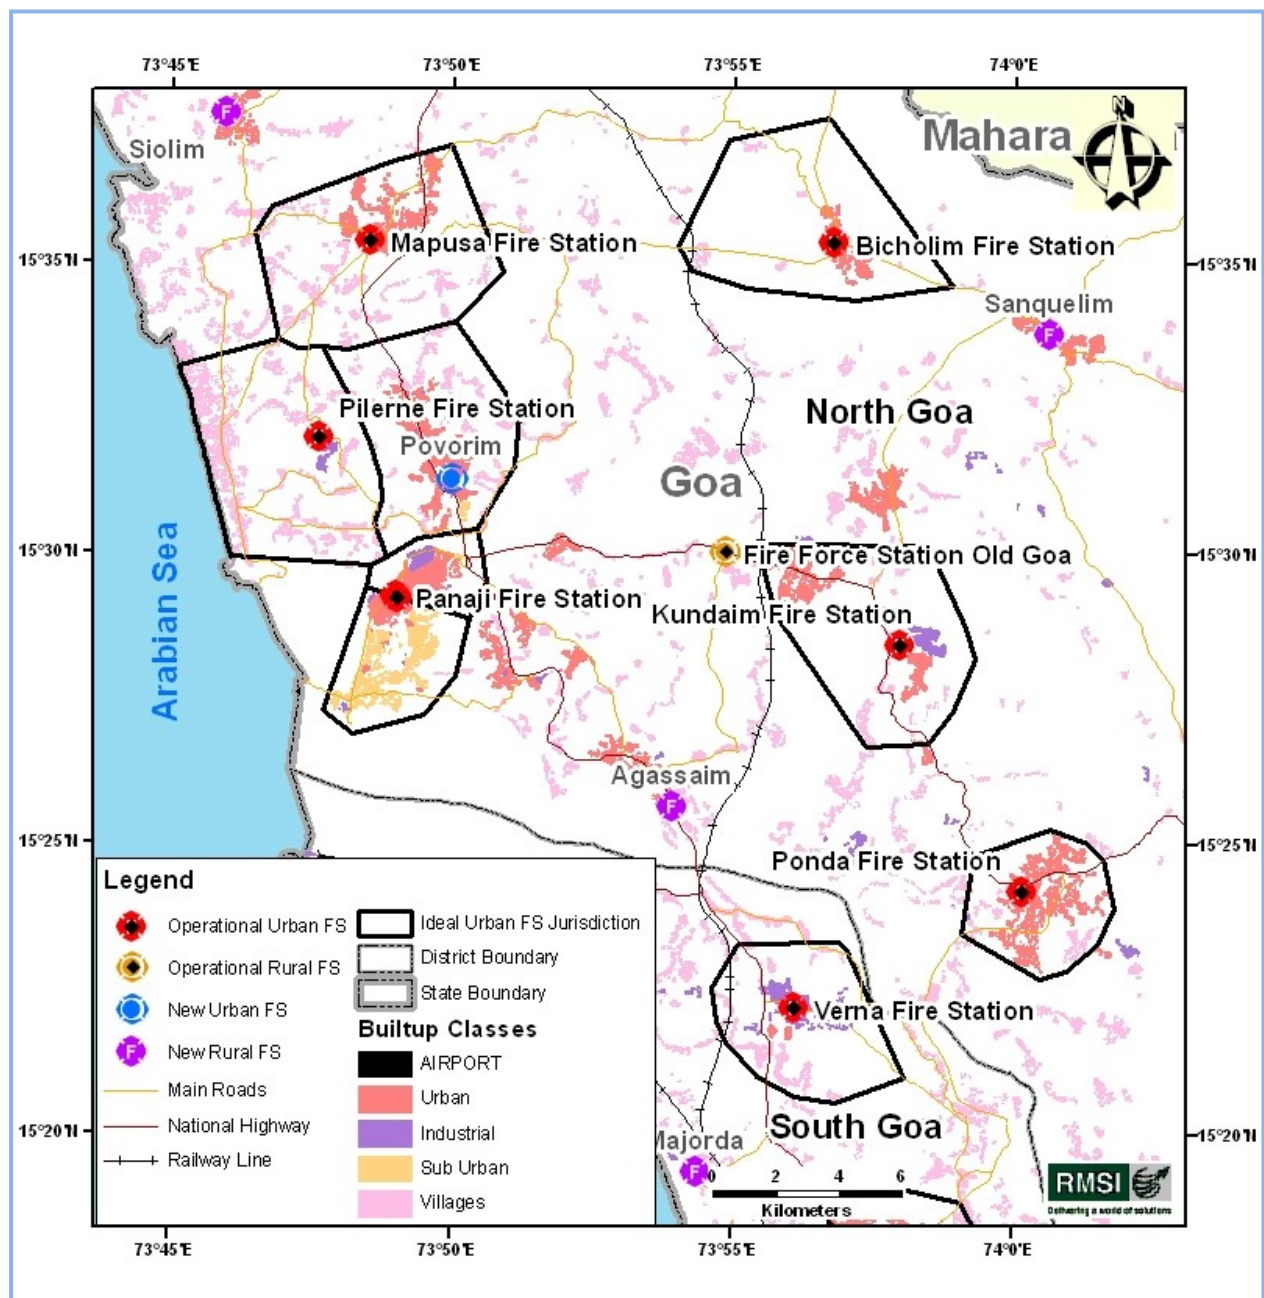 73°45'E 73°50'E 73°55'E 74°0'E
N
F
Siolim
Mahara
Mapusa Fire Station
Bicholim Fire Station
15°35'N
15°35'N
Sanquelim
F
Pilerne Fire Station
North Goa
Povorim
Goa
Arabian Sea
15°30'N
15°30'N
Fire Force Station Old Goa
Panaji Fire Station
Kundaim Fire Station
Agassaim
F
15°25'N
15°25'N
Ponda Fire Station
Verna Fire Station
South Goa
15°20'N
15°20'N
Majorda
F
0 2 4 6
Kilometers
RMSI
Delivering a world of solutions
Legend
Operational Urban FS
Operational Rural FS
New Urban FS
F New Rural FS
Main Roads
National Highway
Railway Line
Ideal Urban FS Jurisdiction
District Boundary
State Boundary
Builtup Classes
AIRPORT
Urban
Industrial
Sub Urban
Villages
73°45'E 73°50'E 73°55'E 74°0'E